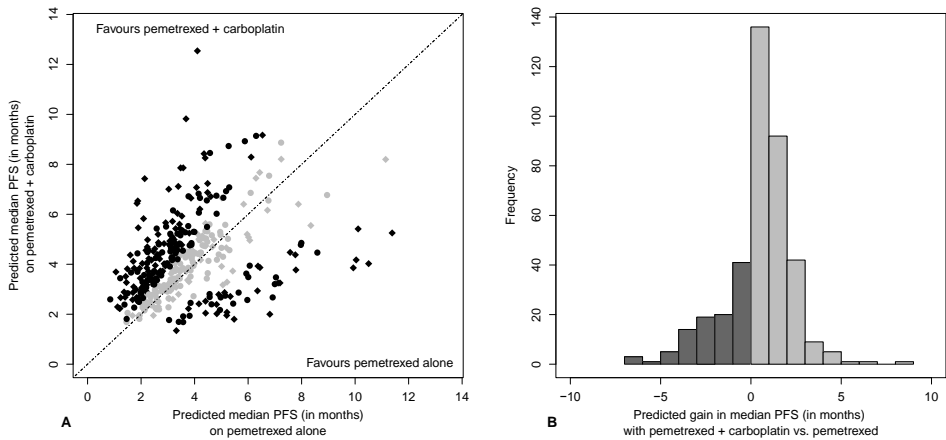 Favours pemetrexed + carboplatin
Favours pemetrexed alone
0 2 4 6 8 10 12 14
Predicted median PFS (in months)
on pemetrexed + carboplatin
0 2 4 6 8 10 12 14
A
Predicted median PFS (in months)
on pemetrexed alone
0 20 40 60 80 100 120 140
Frequency
−10 −5 0 5 10
B
Predicted gain in median PFS (in months)
with pemetrexed + carboplatin vs. pemetrexed